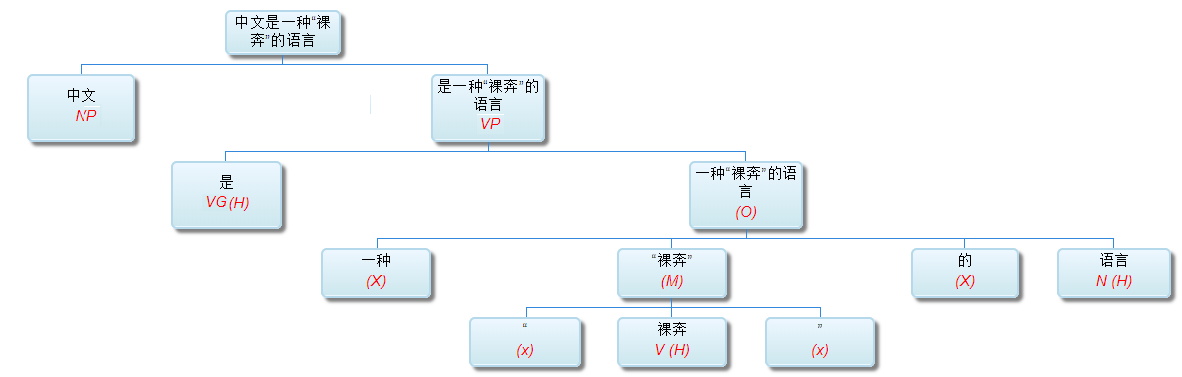 中文是一种“裸
奔”的语言
中文
NP
是一种“裸奔”的
语言
VP
是
VG (H)
一种“裸奔”的语
言
(O)
一种
(X)
“裸奔”
(M)
的
(X)
语言
N (H)
“
(x)
裸奔
V (H)
”
(x)